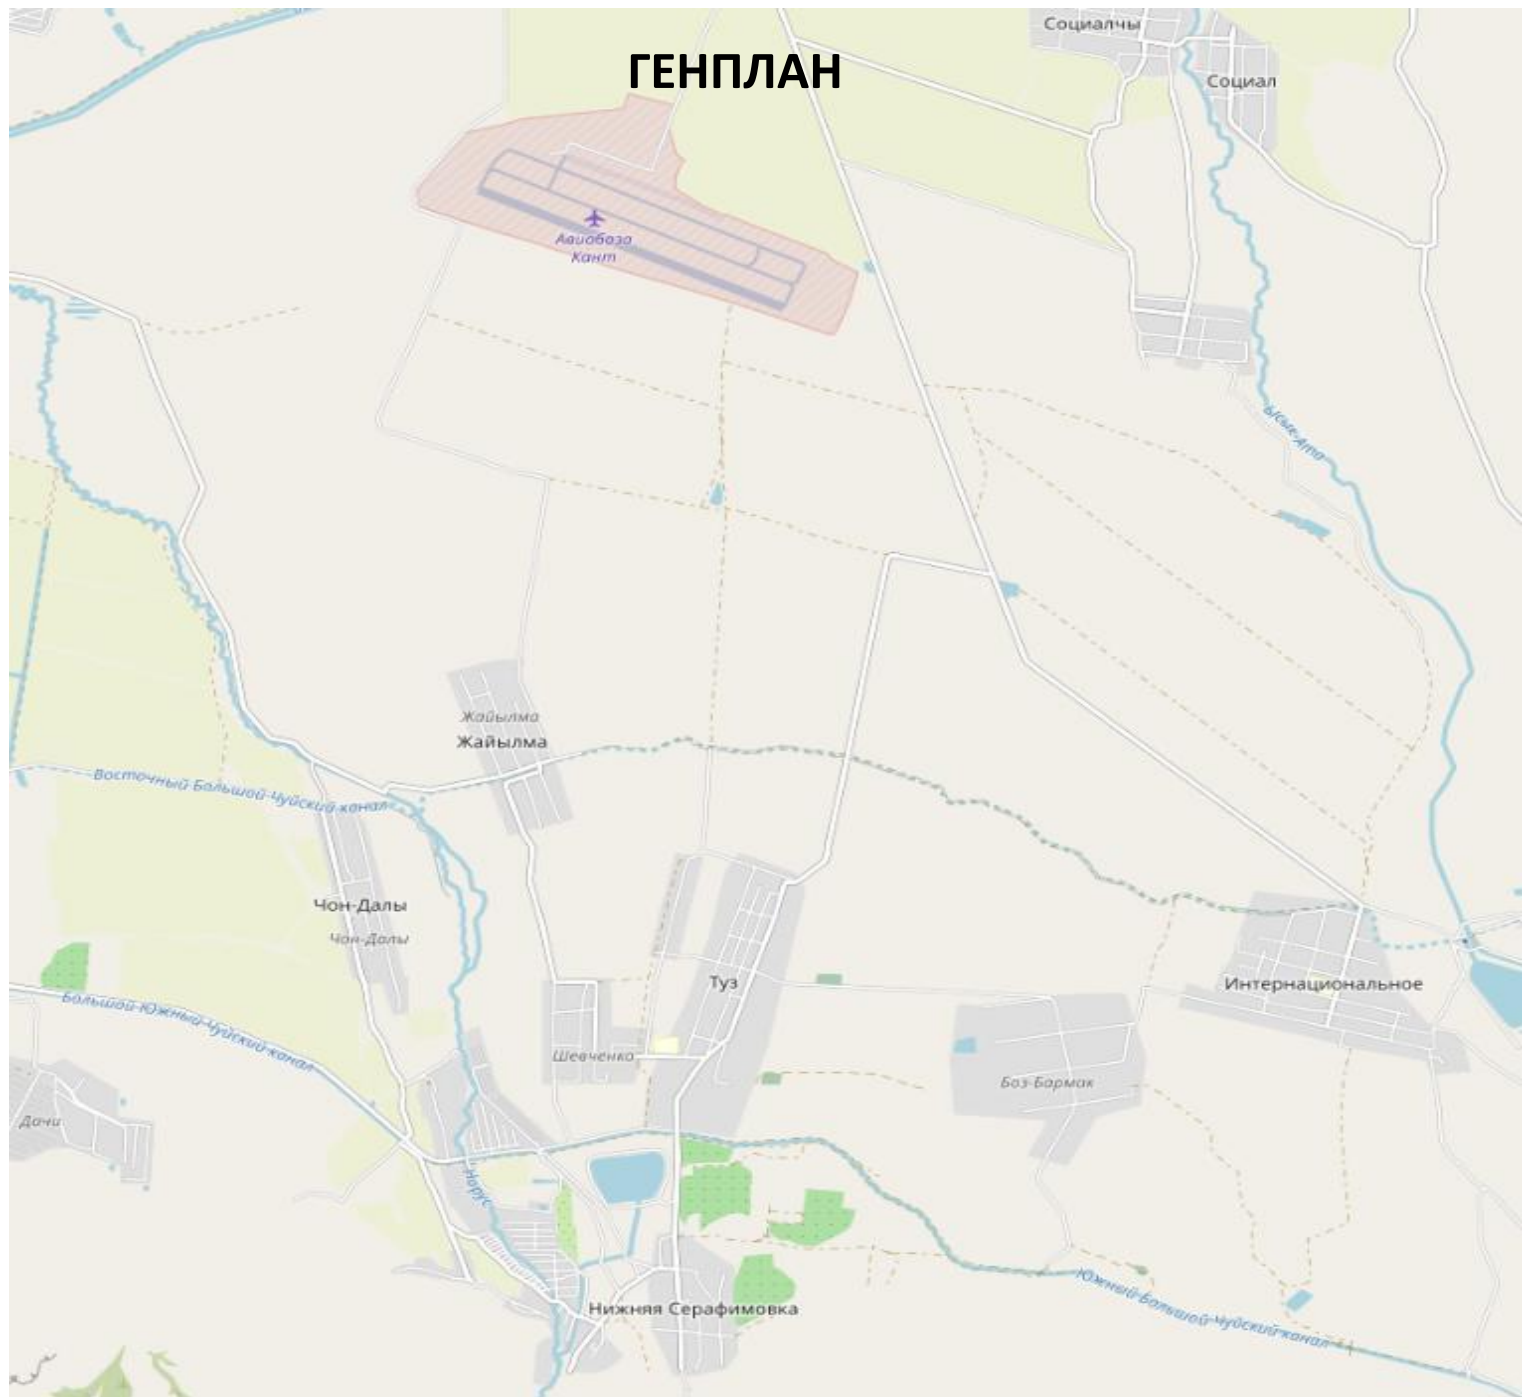 Социалчы
ГЕНПЛАН
Социал
Авиабаза
Кант
Ысык-Ата
Жайылма
Жайылма
Восточный Большой Чуйский канал
Чон-Далы
Чон-Далы
Туз
Интернациональное
Большой Южный Чуйский канал
Шевченко
Боз-Бармак
Дачи
Норус
Южный Большой Чуйский канал
Нижняя Серафимовка